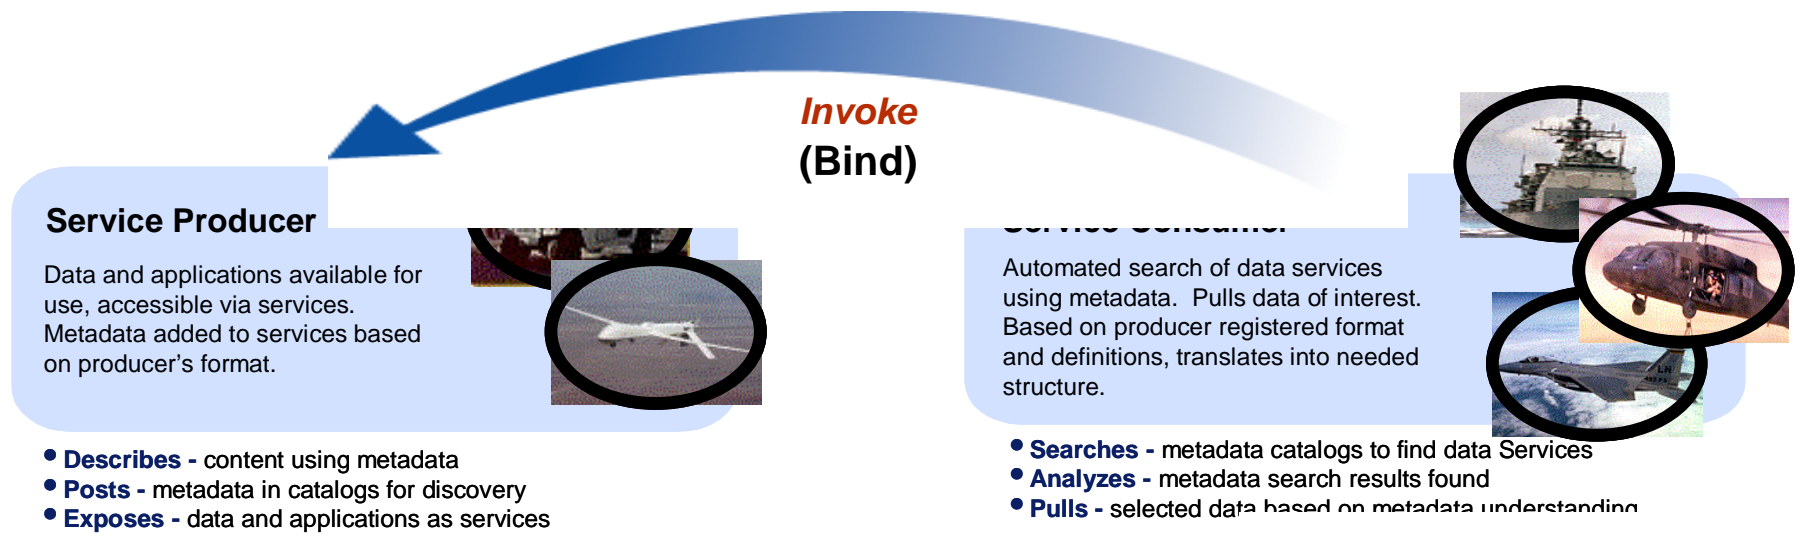 Invoke
(Bind)
Service Producer
Data and applications available for
use, accessible via services.
Metadata added to services based
on producer's format.
• Describes - content using metadata
• Posts - metadata in catalogs for discovery
• Exposes - data and applications as services
Service Consumer
Automated search of data services
using metadata.  Pulls data of interest.
Based on producer registered format
and definitions, translates into needed
structure.
LN
• Searches - metadata catalogs to find data Services
• Analyzes - metadata search results found
• Pulls - selected data based on metadata understanding